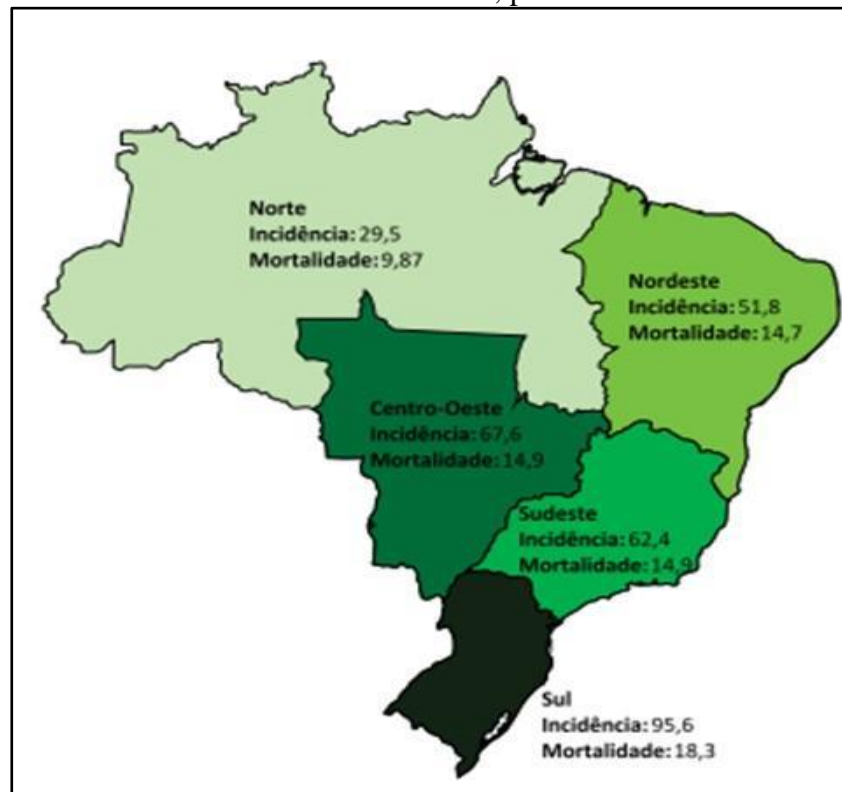 Norte
Incidência: 29,5
Mortalidade: 9,87
Nordeste
Incidência: 51,8
Mortalidade: 14,7
Centro-Oeste
Incidência: 67,6
Mortalidade: 14,9
Sudeste
Incidência: 62,4
Mortalidade: 14,9
Sul
Incidência: 95,6
Mortalidade: 18,3